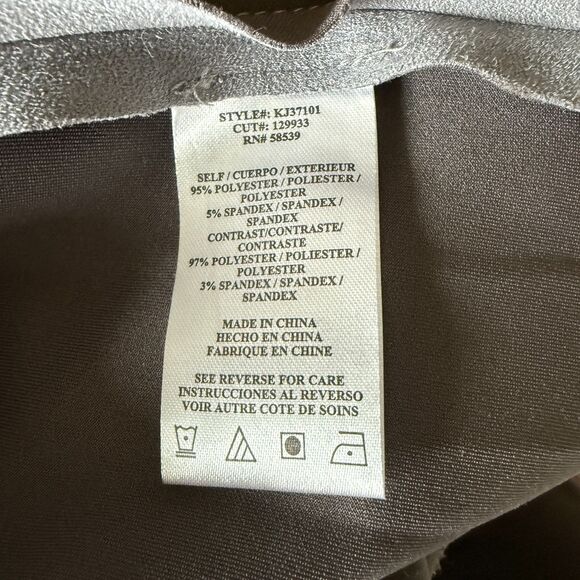 STYLE#: KJ37101
CUT#: 129933
RN# 58539
SELF / CUERPO / EXTERIEUR
95% POLYESTER / POLIESTER /
POLYESTER
5% SPANDEX / SPANDEX /
SPANDEX
CONTRAST/CONTRASTE/
CONTRASTE
97% POLYESTER / POLIESTER /
POLYESTER
3% SPANDEX / SPANDEX /
SPANDEX
MADE IN CHINA
HECHO EN CHINA
FABRIQUE EN CHINE
SEE REVERSE FOR CARE
INSTRUCCIONES AL REVERSO
VOIR AUTRE COTE DE SOINS